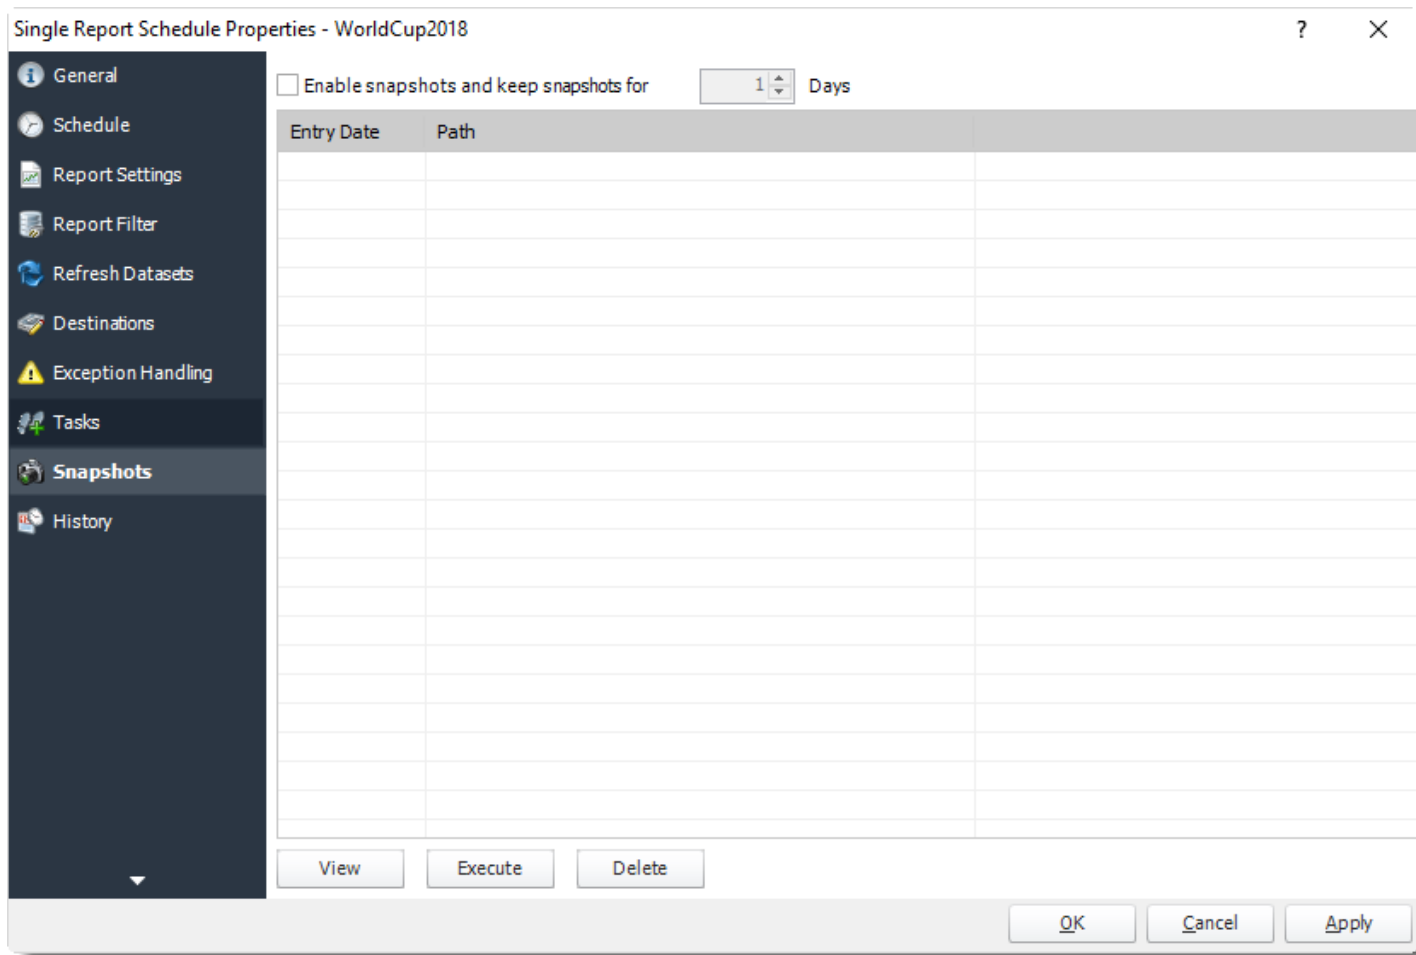 Single Report Schedule Properties - WorldCup2018 ?
General
Schedule
Report Settings
Report Filter
Refresh Datasets
Destinations
Exception Handling
Tasks
Snapshots
History
Enable snapshots and keep snapshots for 1 Days
Entry Date Path
View Execute Delete
OK Cancel Apply